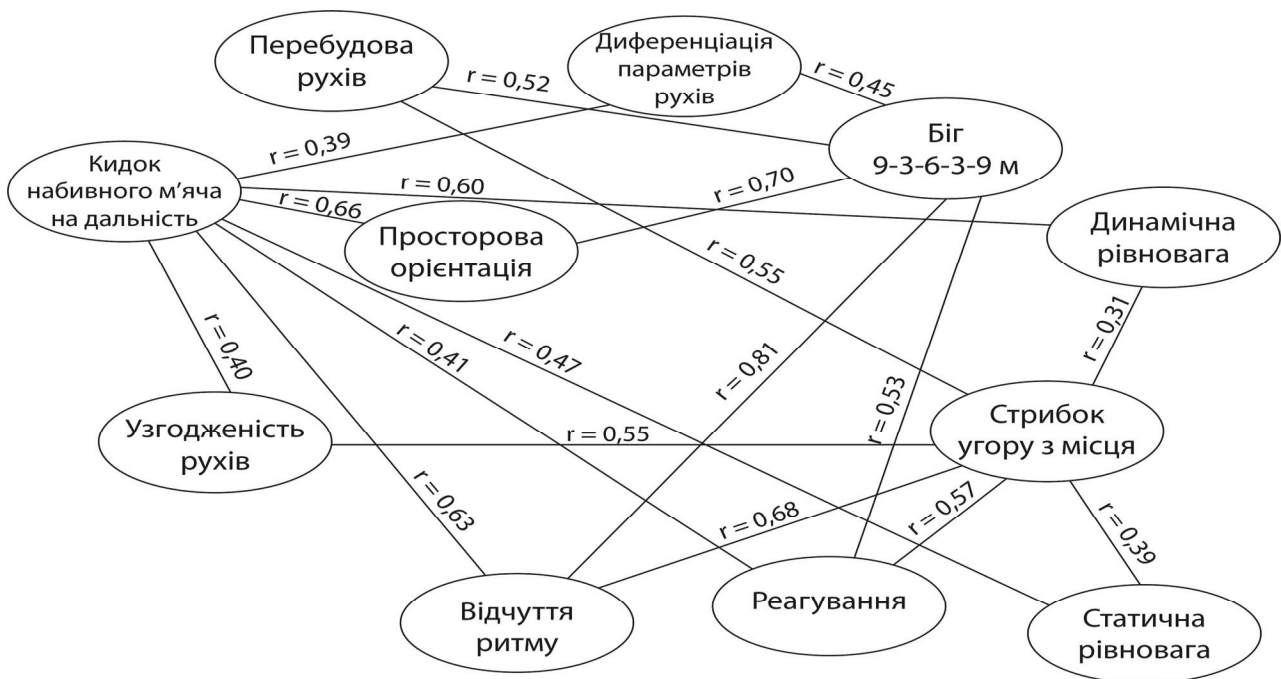 Перебудова
рухів
Диференціація
параметрів
рухів
r = 0,52
r = 0,45
Біг
9-3-6-3-9 м
r = 0,39
Кидок
набивного м’яча
на дальність
r = 0,60
r = 0,70
r = 0,66
Просторова
орієнтація
Динамічна
рівновага
r = 0,55
r = 0,31
r = 0,40
r = 0,41
r = 0,47
r = 0,81
r = 0,53
Узгодженість
рухів
r = 0,55
Стрибок
угору з місця
r = 0,63
r = 0,68
r = 0,57
r = 0,39
Відчуття
ритму
Реагування
Статична
рівновага